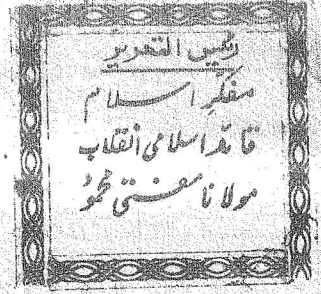 رئیس التحریر
مفکرِ اسلام
قائد اسلامی انقلاب
مولانا مفتی محمودؒ